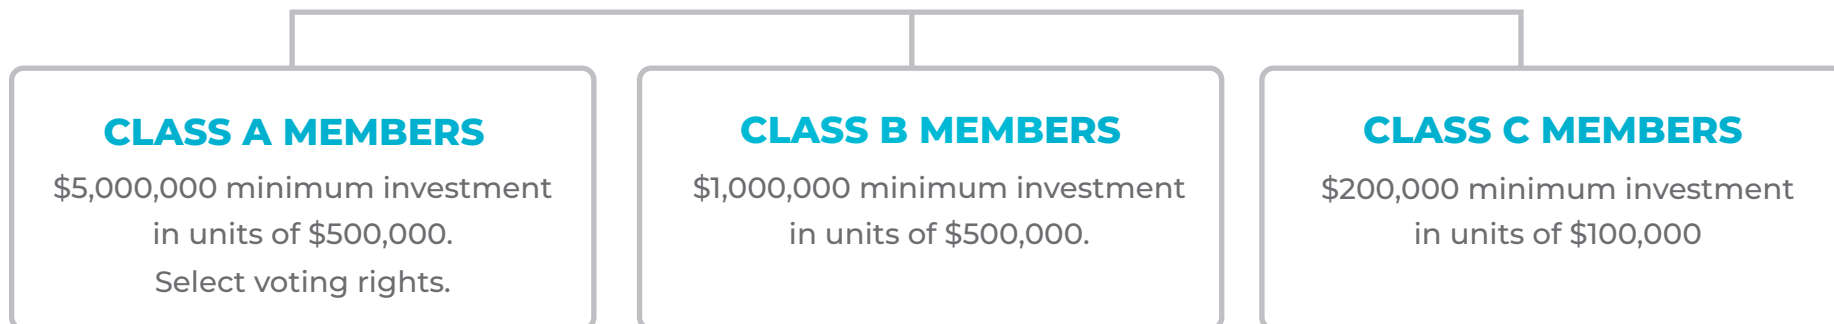 CLASS A MEMBERS
$5,000,000 minimum investment
in units of $500,000.
Select voting rights.
CLASS B MEMBERS
$1,000,000 minimum investment
in units of $500,000.
CLASS C MEMBERS
$200,000 minimum investment
in units of $100,000